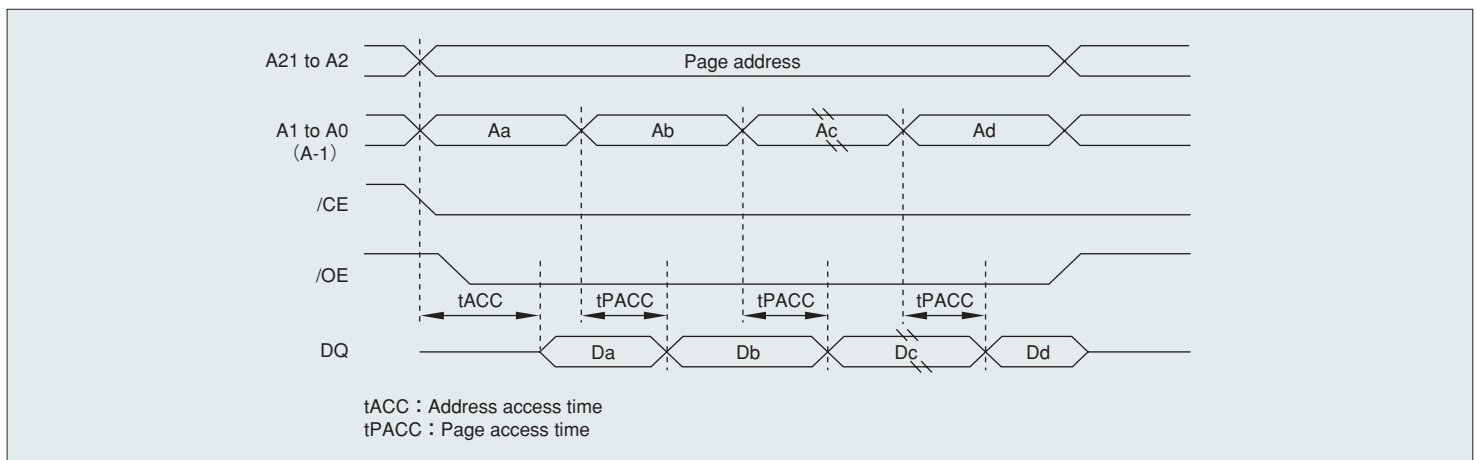 A21 to A2
Page address
A1 to A0
(A-1)
Aa
Ab
Ac
Ad
/CE
/OE
tACC
tPACC
tPACC
tPACC
DQ
Da
Db
Dc
Dd
tACC：Address access time
tPACC：Page access time